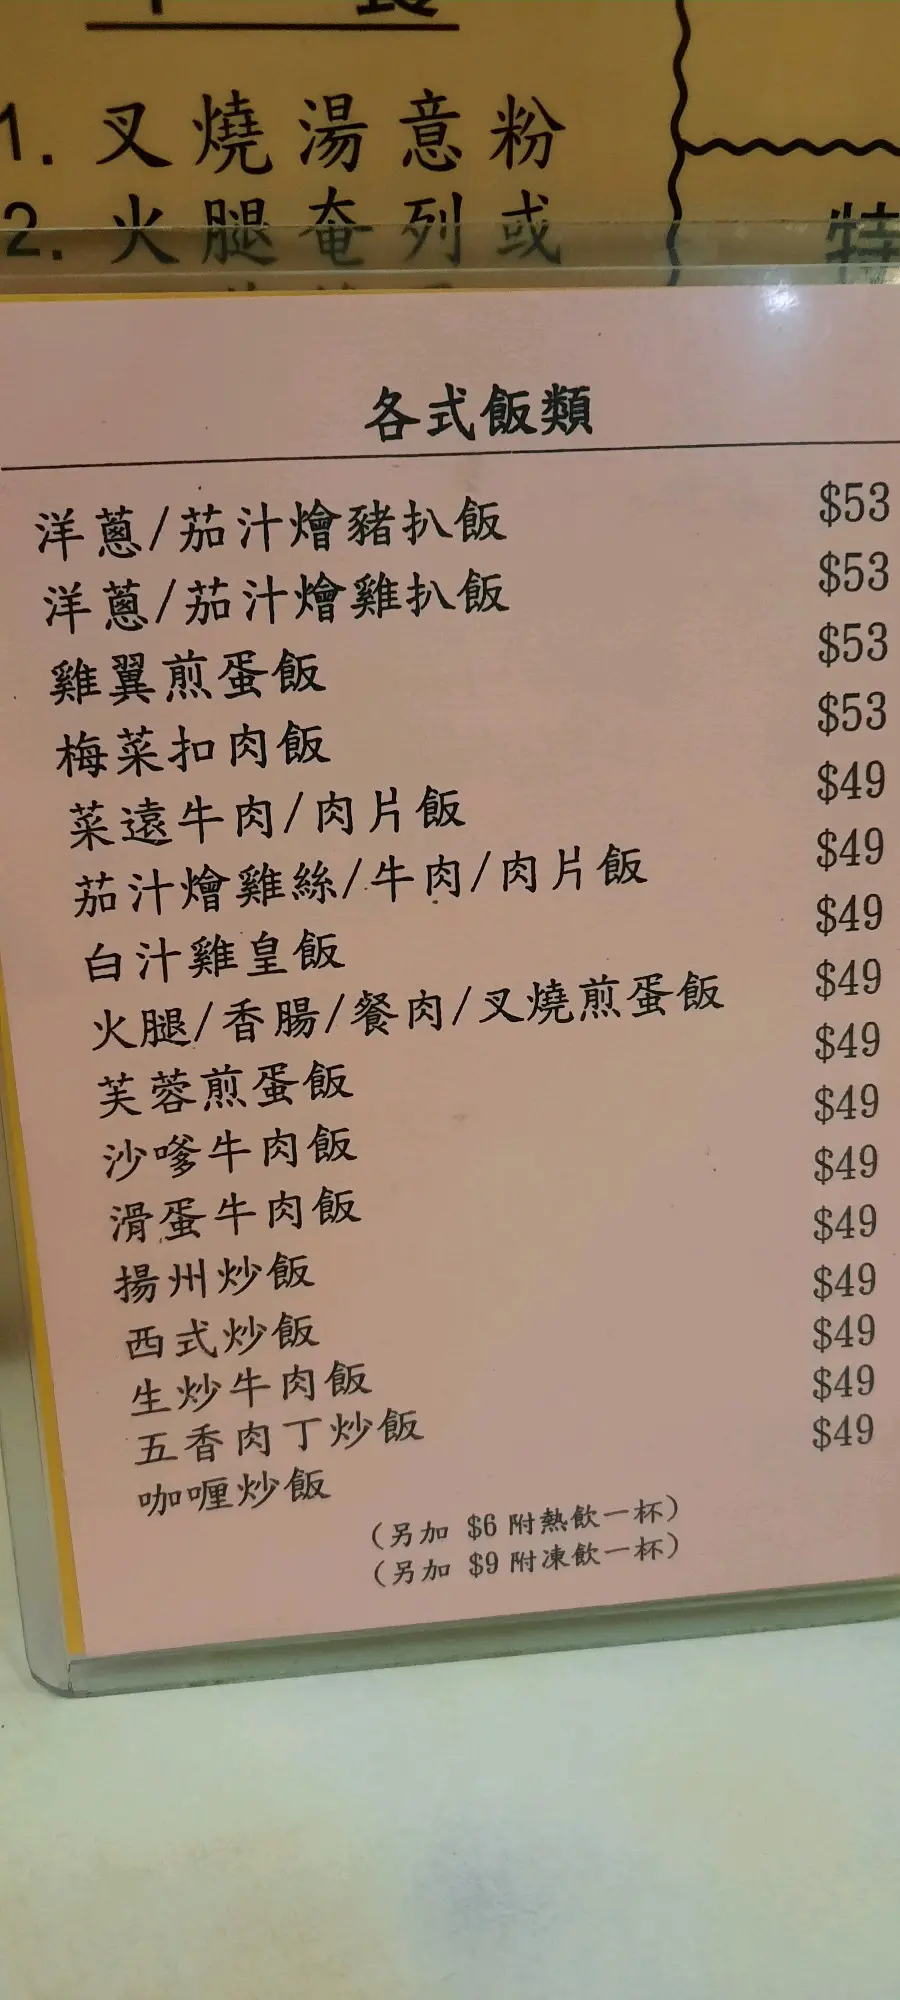 1. 叉燒湯意粉
2. 火腿奄列或
特
各式飯類
洋蔥/茄汁燴豬扒飯 $53
洋蔥/茄汁燴雞扒飯 $53
雞翼煎蛋飯 $53
梅菜扣肉飯 $53
菜遠牛肉/肉片飯 $49
茄汁燴雞絲/牛肉/肉片飯 $49
白汁雞皇飯 $49
火腿/香腸/餐肉/叉燒煎蛋飯 $49
芙蓉煎蛋飯 $49
沙嗲牛肉飯 $49
滑蛋牛肉飯 $49
揚州炒飯 $49
西式炒飯 $49
生炒牛肉飯 $49
五香肉丁炒飯 $49
咖喱炒飯 $49
(另加 $6 附熱飲一杯)
(另加 $9 附凍飲一杯)